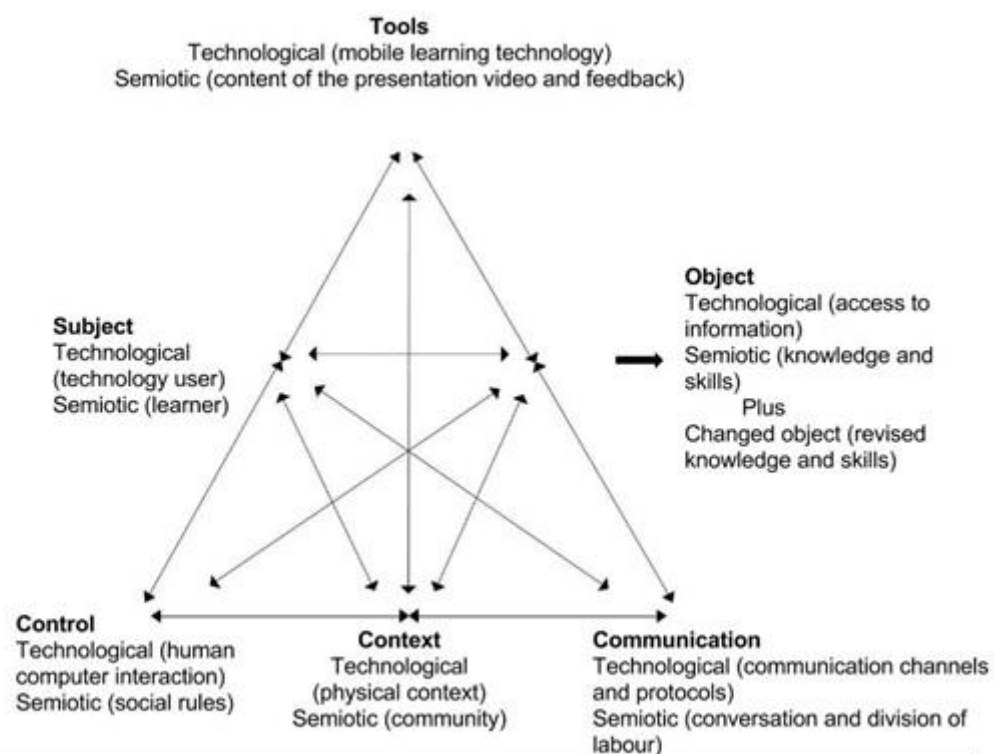 Tools
Technological (mobile learning technology)
Semiotic (content of the presentation video and feedback)
Subject
Technological
(technology user)
Semiotic (learner)
Object
Technological (access to
information)
Semiotic (knowledge and
skills)
Plus
Changed object (revised
knowledge and skills)
Control
Technological (human
computer interaction)
Semiotic (social rules)
Context
Technological
(physical context)
Semiotic (community)
Communication
Technological (communication channels
and protocols)
Semiotic (conversation and division of
labour)